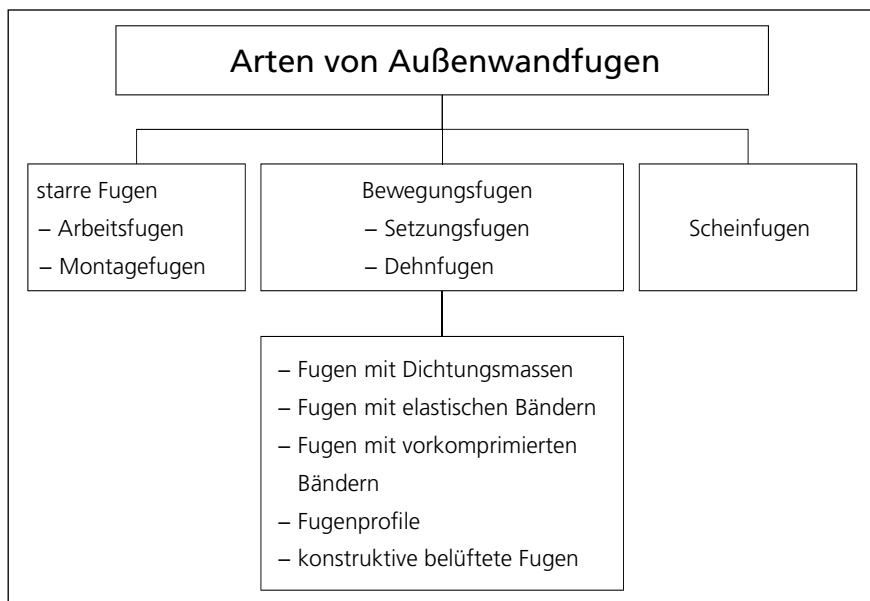 Arten von Außenwandfugen
starre Fugen
– Arbeitsfugen
– Montagefugen
Bewegungsfugen
– Setzungsfugen
– Dehnfugen
Scheinfugen
– Fugen mit Dichtungsmassen
– Fugen mit elastischen Bändern
– Fugen mit vorkomprimierten
Bändern
– Fugenprofile
– konstruktive belüftete Fugen